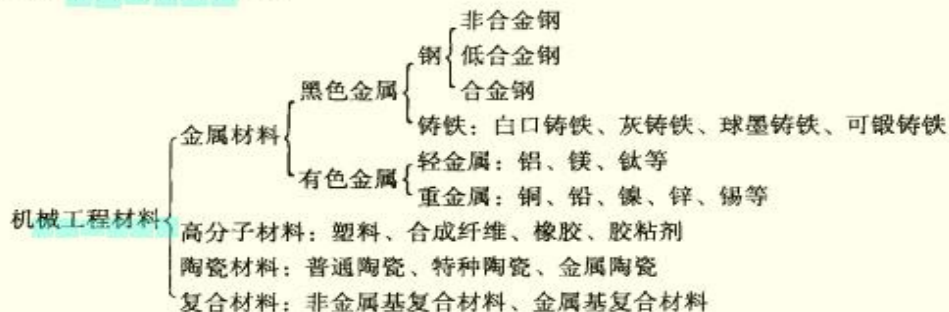 非合金钢
钢
低合金钢
合金钢
黑色金属
铸铁：白口铸铁、灰铸铁、球墨铸铁、可锻铸铁
金属材料
轻金属：铝、镁、钛等
有色金属
重金属：铜、铅、镍、锌、锡等
机械工程材料
高分子材料：塑料、合成纤维、橡胶、胶粘剂
陶瓷材料：普通陶瓷、特种陶瓷、金属陶瓷
复合材料：非金属基复合材料、金属基复合材料